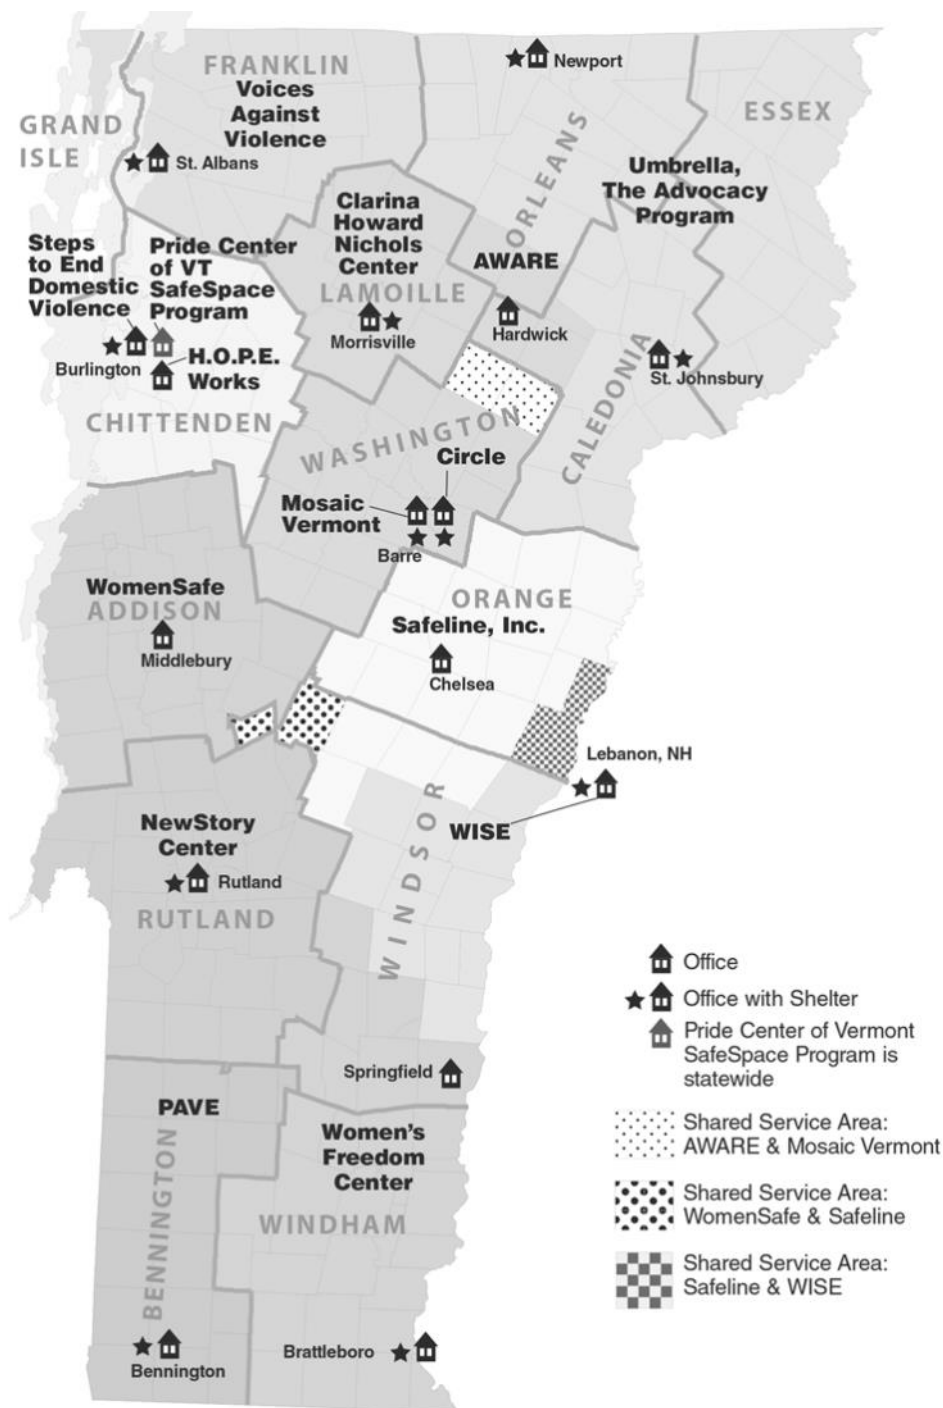 FRANKLIN
Voices
Against
Violence
Newport
ESSEX
GRAND
ISLE
St. Albans
ORLEANS
Umbrella,
The Advocacy
Program
Clarina
Howard
Nichols
Center
LAMOILLE
Morrisville
AWARE
Hardwick
Steps
to End
Domestic
Violence
Pride Center
of VT
SafeSpace
Program
Burlington
H.O.P.E.
Works
CHITTENDEN
St. Johnsbury
CALEDONIA
WASHINGTON
Circle
Mosaic
Vermont
Barre
WomenSafe
ADDISON
Middlebury
ORANGE
Safeline, Inc.
Chelsea
Lebanon, NH
WISE
WINDSOR
NewStory
Center
Rutland
RUTLAND
Springfield
PAVE
BENNINGTON
Bennington
Women's
Freedom
Center
WINDHAM
Brattleboro
Office
Office with Shelter
Pride Center of Vermont
SafeSpace Program is
statewide
Shared Service Area:
AWARE & Mosaic Vermont
Shared Service Area:
WomenSafe & Safeline
Shared Service Area:
Safeline & WISE